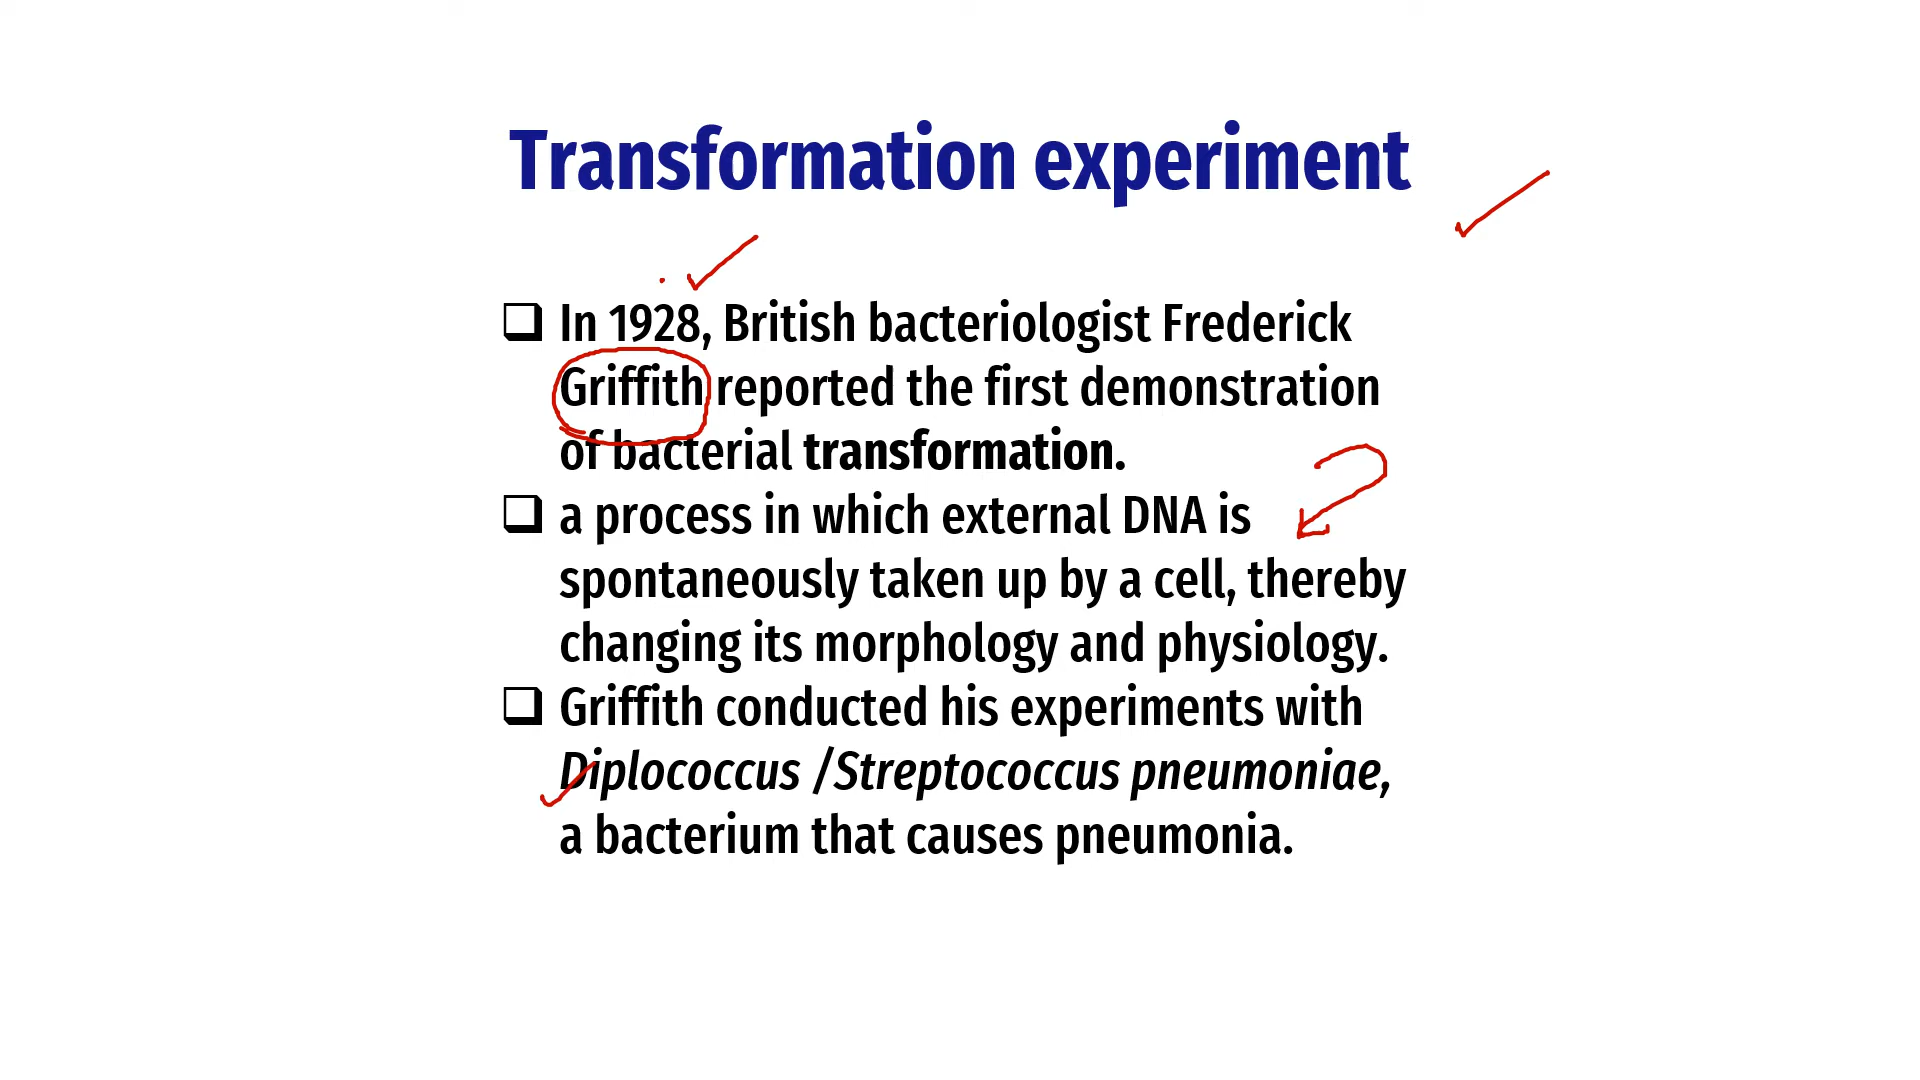 Transformation experiment
❑ In 1928, British bacteriologist Frederick
Griffith reported the first demonstration
of bacterial transformation.
❑ a process in which external DNA is
spontaneously taken up by a cell, thereby
changing its morphology and physiology.
❑ Griffith conducted his experiments with
Diplococcus /Streptococcus pneumoniae,
a bacterium that causes pneumonia.